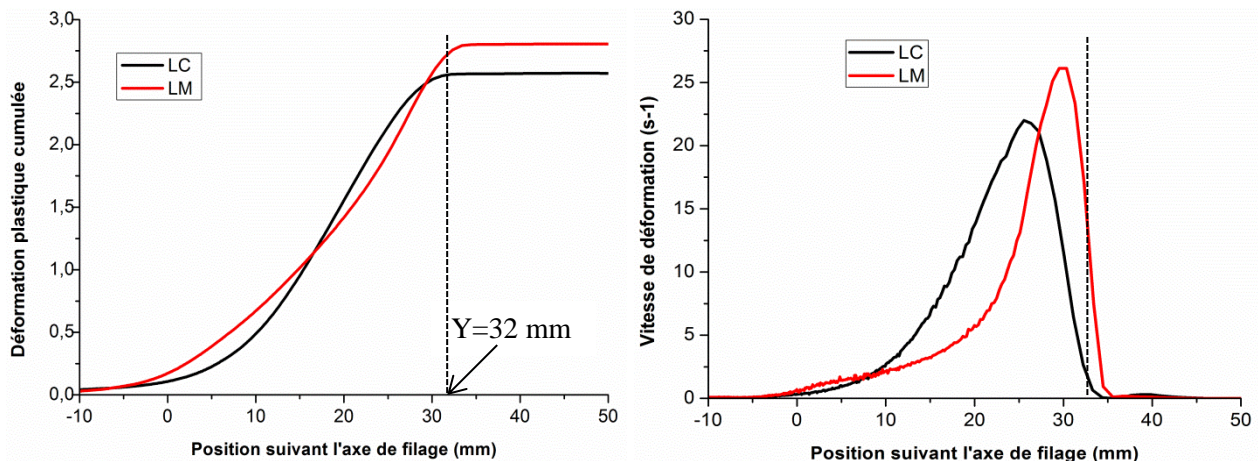 3,0
2,5
2,0
1,5
1,0
0,5
0,0
Déformation plastique cumulée
LC
LM
Y=32 mm
-10 0 10 20 30 40 50
Position suivant l'axe de filage (mm)
30
25
20
15
10
5
0
Vitesse de déformation (s-1)
LC
LM
-10 0 10 20 30 40 50
Position suivant l'axe de filage (mm)